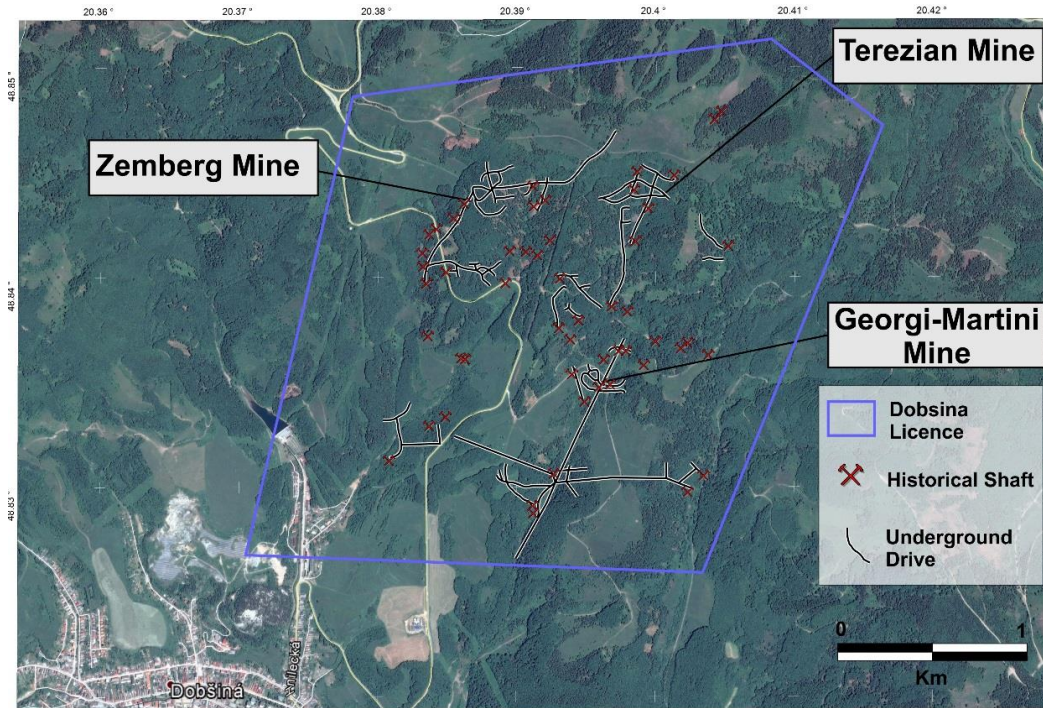 20.36
20.37
20.38
20.39
20.4
20.41
20.42
48.85 °
48.84 °
48.83 °
Terezian Mine
Zemberg Mine
Georgi-Martini
Mine
Dobsina
Licence
Historical Shaft
Underground
Drive
0
1
Km
Dobšiná